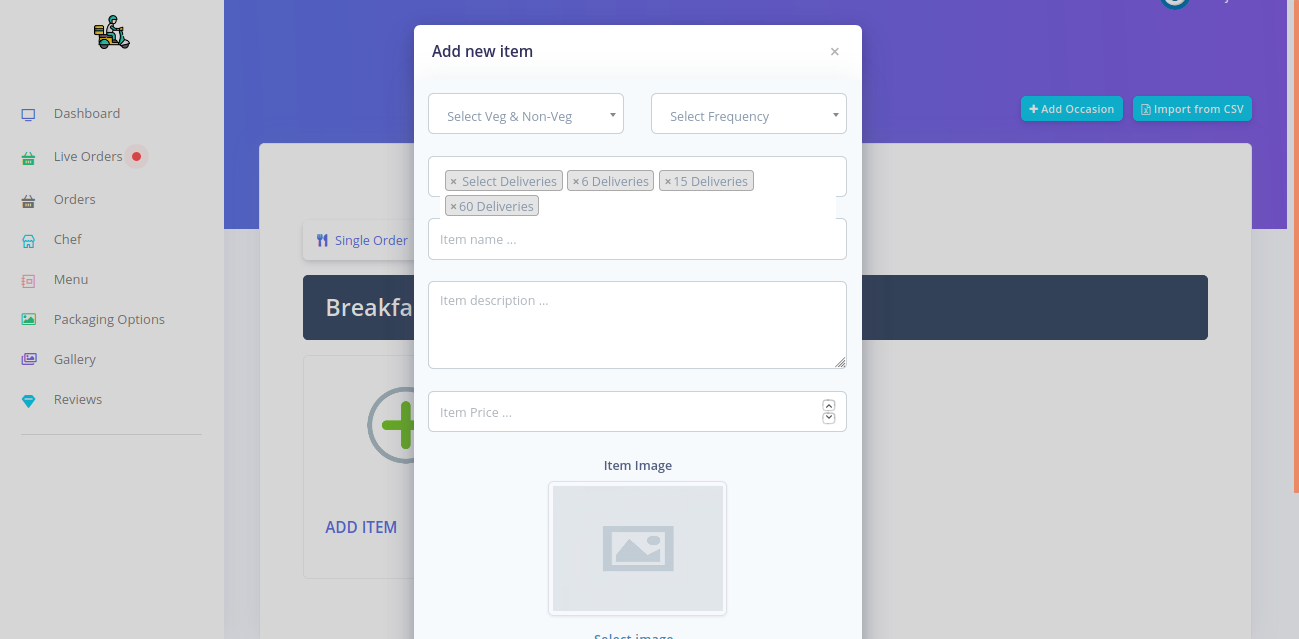 Add new item
×
Select Veg & Non-Veg
Select Frequency
× Select Deliveries × 6 Deliveries × 15 Deliveries
× 60 Deliveries
Item name ...
Item description ...
Item Price ...
Item Image
Select image
Dashboard
Live Orders
Orders
Chef
Menu
Packaging Options
Gallery
Reviews
+ Add Occasion
Import from CSV
Single Order
Breakfa
ADD ITEM